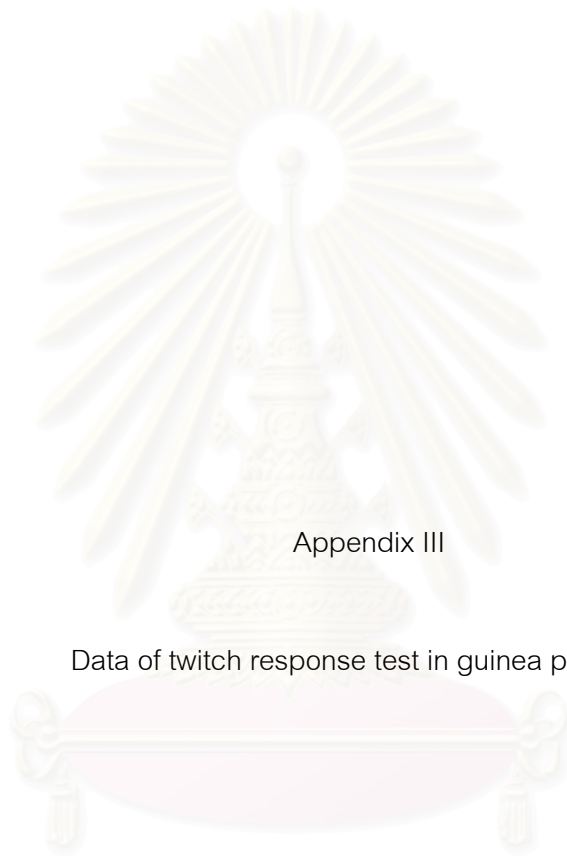 Appendix III
Data of twitch response test in guinea p